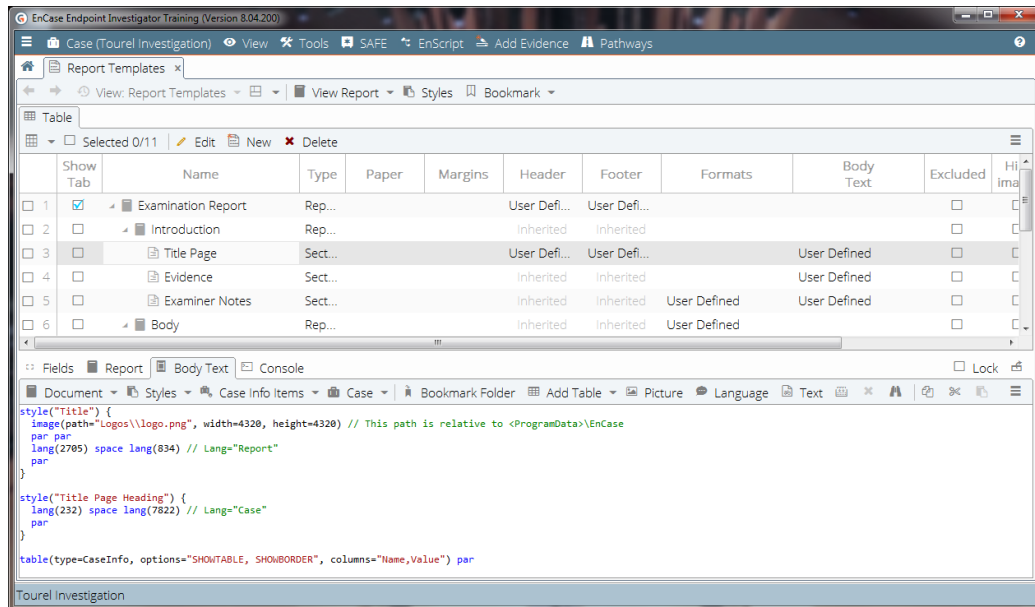 EnCase Endpoint Investigator Training (Version 8.04.200)
Case (Tourel Investigation) View Tools SAFE EnScript Add Evidence Pathways
Report Templates x
View: Report Templates View Report Styles Bookmark
Table
Selected 0/11 Edit New Delete
Show Tab Name Type Paper Margins Header Footer Formats Body Text Excluded Hi ima
1 Examination Report Rep... User Defi... User Defi...
2 Introduction Rep... Inherited Inherited
3 Title Page Sect... User Defi... User Defi... User Defined
4 Evidence Sect... Inherited Inherited
5 Examiner Notes Sect... Inherited Inherited User Defined User Defined
6 Body Rep... Inherited Inherited User Defined
Fields Report Body Text Console Lock
Document Styles Case Info Items Case Bookmark Folder Add Table Picture Language Text
style("Title") {
image(path="Logos\\logo.png", width=4320, height=4320) // This path is relative to <ProgramData>\EnCase
par par
lang(2705) space lang(834) // Lang="Report"
par
}
style("Title Page Heading") {
lang(232) space lang(7822) // Lang="Case"
par
}
table(type=CaseInfo, options="SHOWTABLE, SHOWBORDER", columns="Name,Value") par
Tourel Investigation